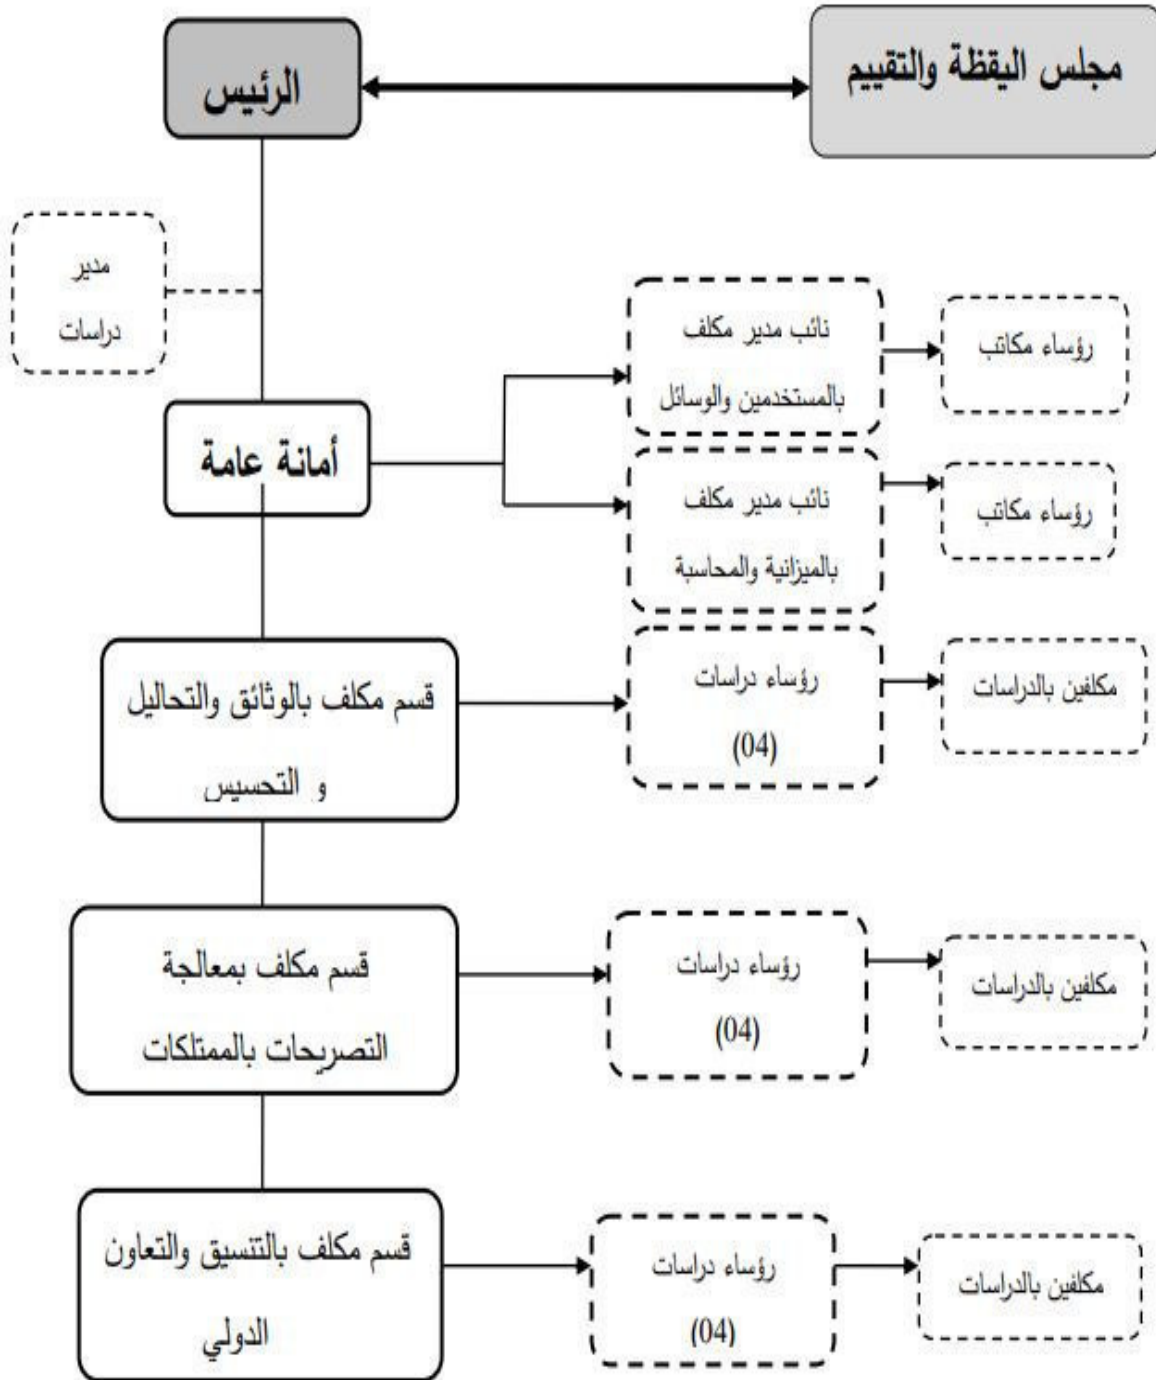 مجلس اليقظة والتقييم
الرئيس
مدير
دراسات
أمانة عامة
نائب مدير مكلف
بالمستخدمين والوسائل
رؤساء مكاتب
نائب مدير مكلف
بالميزانية والمحاسبة
رؤساء مكاتب
قسم مكلف بالوثائق والتحاليل
و التحسيس
رؤساء دراسات
(04)
مكلفين بالدراسات
قسم مكلف بمعالجة
التصريحات بالممتلكات
رؤساء دراسات
(04)
مكلفين بالدراسات
قسم مكلف بالتنسيق والتعاون
الدولي
رؤساء دراسات
(04)
مكلفين بالدراسات